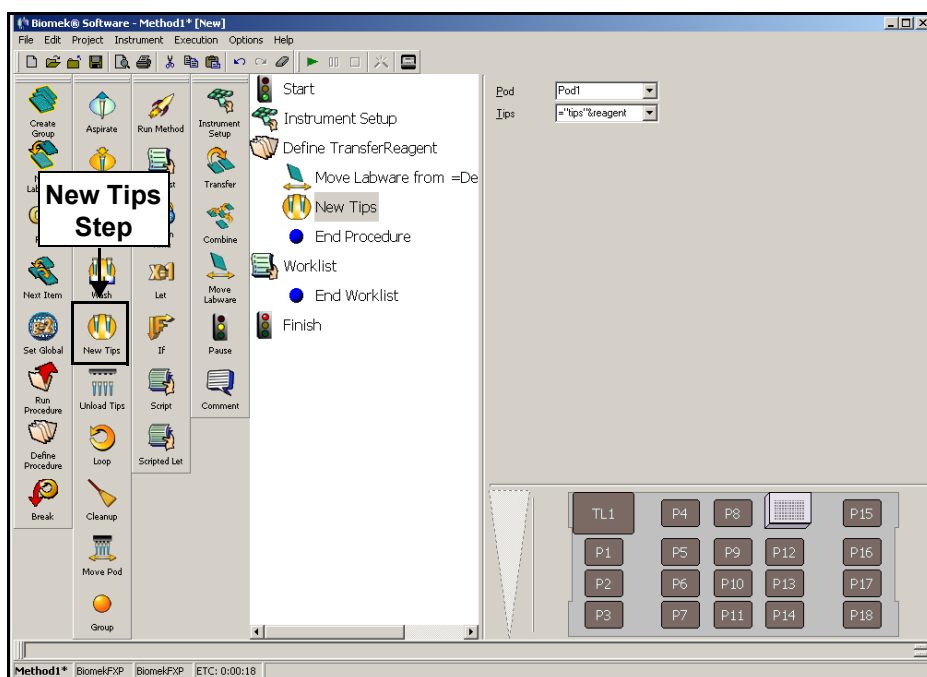 Biomek® Software - Method1* [New]
File Edit Project Instrument Execution Options Help
Create Group
Aspirate
Run Method
Instrument Setup
Transfer
New Tips Step
Combine
Next Item
Wash
Let
Move Labware
Set Global
New Tips
If
Pause
Run Procedure
Unload Tips
Script
Comment
Define Procedure
Loop
Scripted Let
Break
Cleanup
Move Pod
Group
Start
Instrument Setup
Define TransferReagent
Move Labware from =De
New Tips
End Procedure
Worklist
End Worklist
Finish
Pod Pod1
Tips ="tips"&reagent
TL1 P4 P8 P15
P1 P5 P9 P12 P16
P2 P6 P10 P13 P17
P3 P7 P11 P14 P18
Method1* BiomekFXP BiomekFXP ETC: 0:00:18